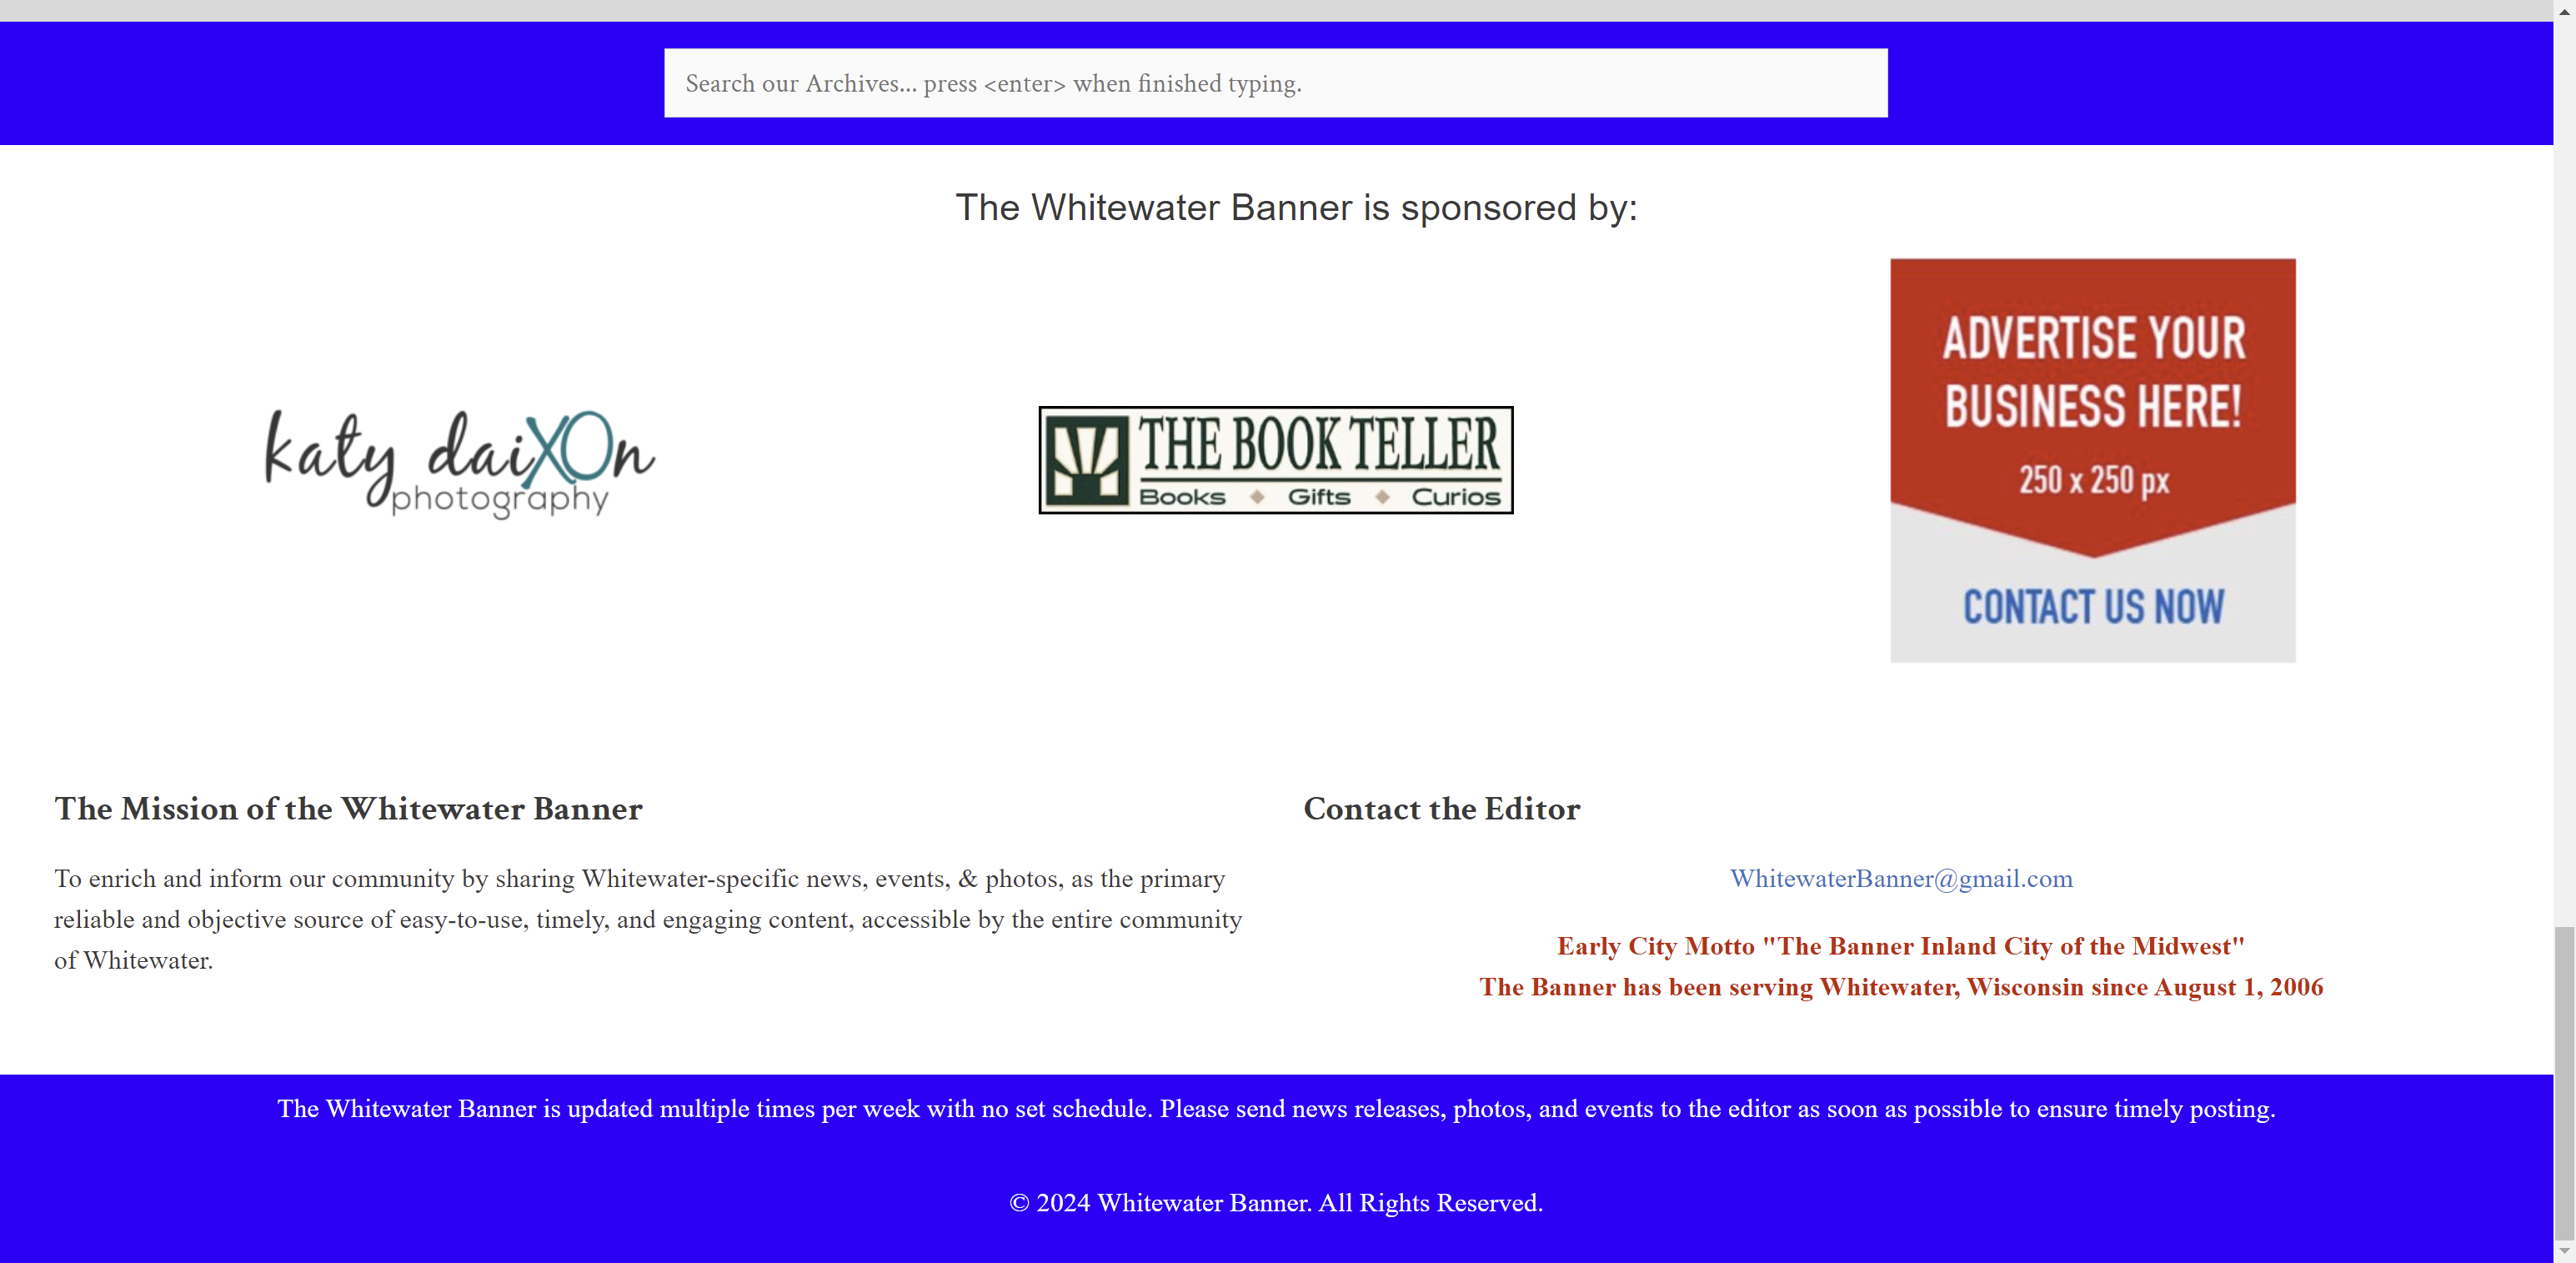 Search our Archives... press <enter> when finished typing.
The Whitewater Banner is sponsored by:
katy daiXOn
photography
THE BOOK TELLER
Books ◆ Gifts ◆ Curios
ADVERTISE YOUR
BUSINESS HERE!
250 x 250 px
CONTACT US NOW
The Mission of the Whitewater Banner
To enrich and inform our community by sharing Whitewater-specific news, events, & photos, as the primary
reliable and objective source of easy-to-use, timely, and engaging content, accessible by the entire community
of Whitewater.
Contact the Editor
WhitewaterBanner@gmail.com
Early City Motto "The Banner Inland City of the Midwest"
The Banner has been serving Whitewater, Wisconsin since August 1, 2006
The Whitewater Banner is updated multiple times per week with no set schedule. Please send news releases, photos, and events to the editor as soon as possible to ensure timely posting.
© 2024 Whitewater Banner. All Rights Reserved.